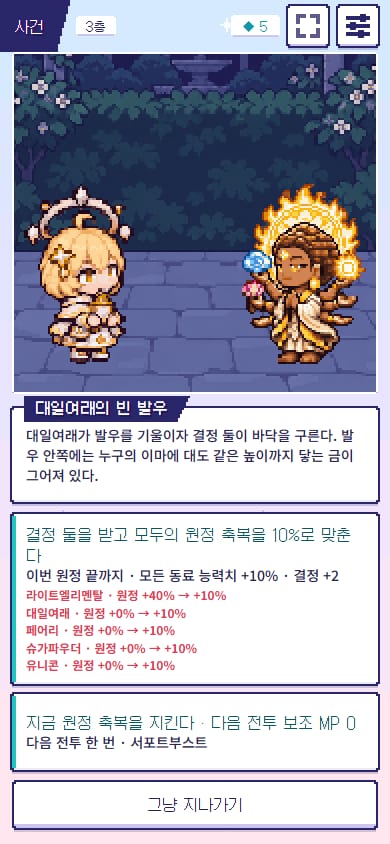 사건
3층
5
대일여래의 빈 발우
대일여래가 발우를 기울이자 결정 둘이 바닥을 구른다. 발
우 안쪽에는 누구의 이마에 대도 같은 높이까지 닿는 금이
그어져 있다.
결정 둘을 받고 모두의 원정 축복을 10%로 맞춘
다
이번 원정 끝까지 · 모든 동료 능력치 +10% · 결정 +2
라이트엘리멘탈 · 원정 +40% → +10%
대일여래 · 원정 +0% → +10%
페어리 · 원정 +0% → +10%
슈가파우더 · 원정 +0% → +10%
유니콘 · 원정 +0% → +10%
지금 원정 축복을 지킨다 · 다음 전투 보조 MP 0
다음 전투 한 번 · 서포트부스트
그냥 지나가기